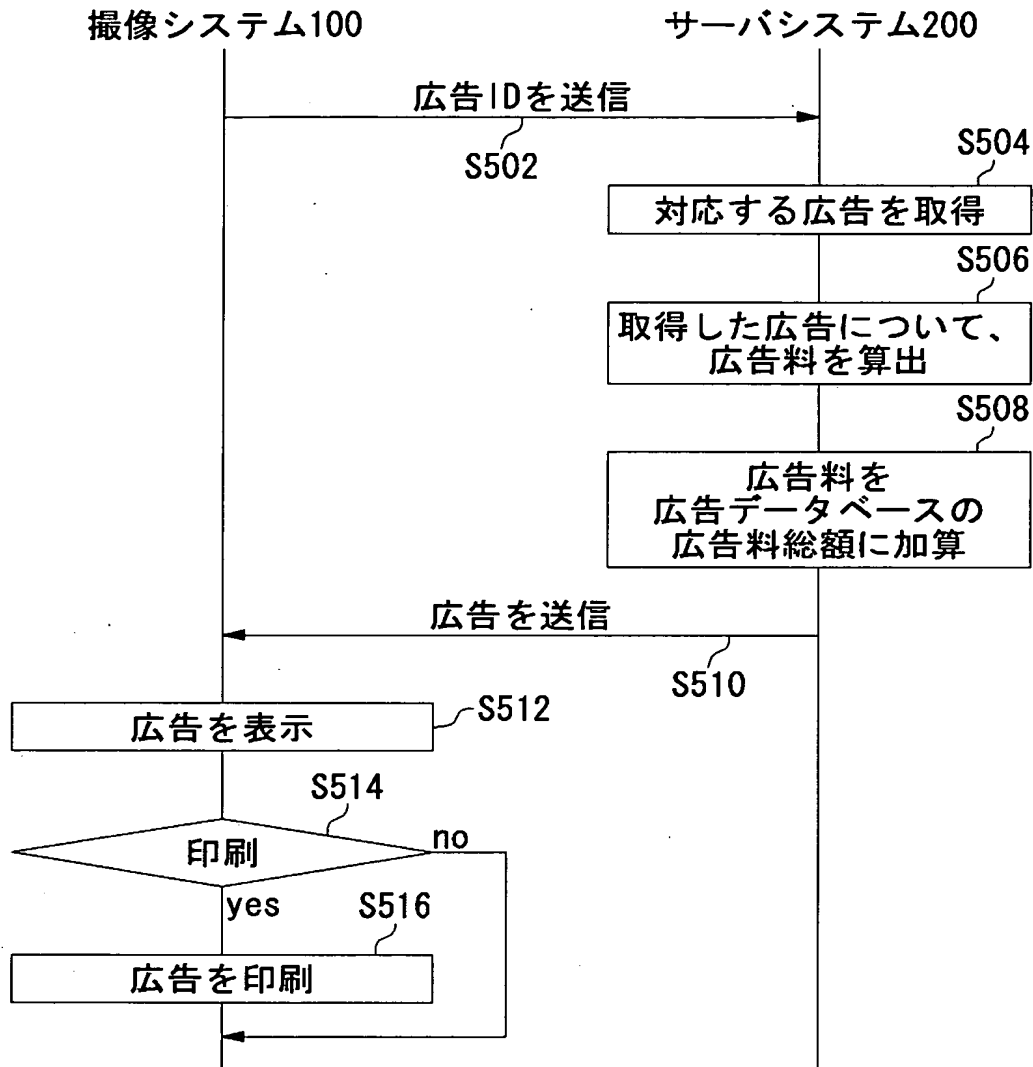 撮像システム100
サーバシステム200
広告IDを送信
S502
S504
対応する広告を取得
S506
取得した広告について、
広告料を算出
S508
広告料を
広告データベースの
広告料総額に加算
広告を送信
S510
広告を表示
S512
S514
印刷
no
yes
S516
広告を印刷